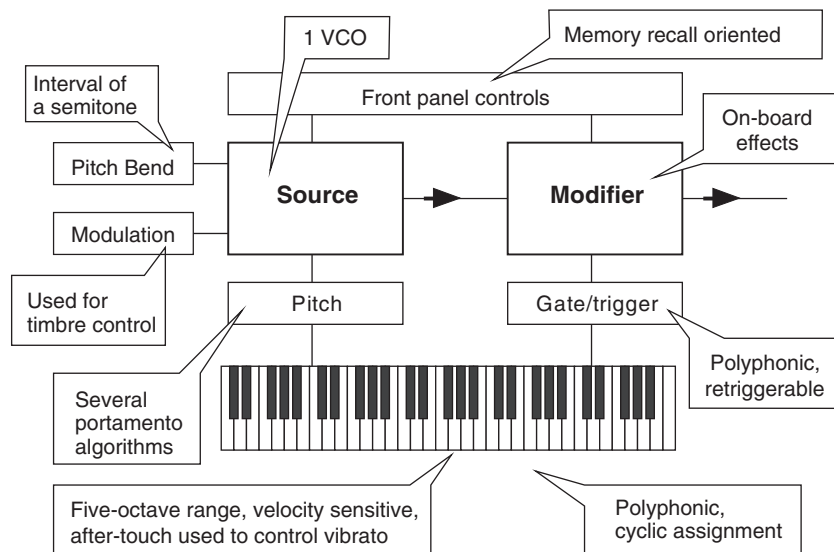 1 VCO
Memory recall oriented
Interval of
a semitone
Front panel controls
On-board
effects
Pitch Bend
Source
Modifier
Modulation
Used for
timbre control
Pitch
Gate/trigger
Several
portamento
algorithms
Polyphonic,
retriggerable
Five-octave range, velocity sensitive,
after-touch used to control vibrato
Polyphonic,
cyclic assignment